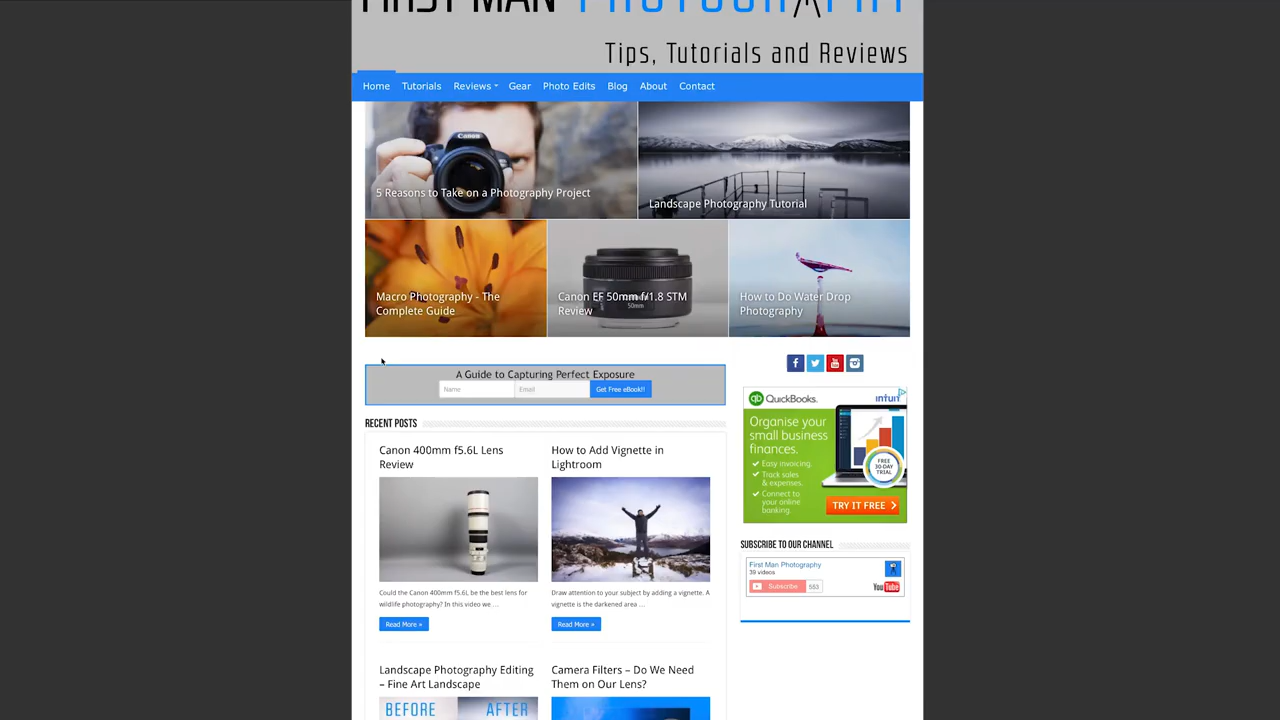 FIRST MAN PHOTOGRAPHY
Tips, Tutorials and Reviews
Home Tutorials Reviews Gear Photo Edits Blog About Contact
Canon
5 Reasons to Take on a Photography Project
Landscape Photography Tutorial
Macro Photography - The
Complete Guide
Canon EF 50mm f/1.8 STM
Review
50mm
How to Do Water Drop
Photography
A Guide to Capturing Perfect Exposure
Name Email Get Free eBook!!
RECENT POSTS
Canon 400mm f5.6L Lens
Review
How to Add Vignette in
Lightroom
Could the Canon 400mm f5.6l, be the best lens for
wildlife photography? In this video we …
Draw attention to your subject by adding a vignette. A
vignette is the darkened area …
Read More »
Read More »
Landscape Photography Editing
– Fine Art Landscape
Camera Filters – Do We Need
Them on Our Lens?
BEFORE AFTER
QuickBooks. intuit
Organise your
small business
finances.
Easy invoicing.
Track sales
& expenses.
Connect to
your online
banking.
FREE
30-DAY
TRIAL
TRY IT FREE
SUBSCRIBE TO OUR CHANNEL
First Man Photography
39 videos
Subscribe 553
YouTube